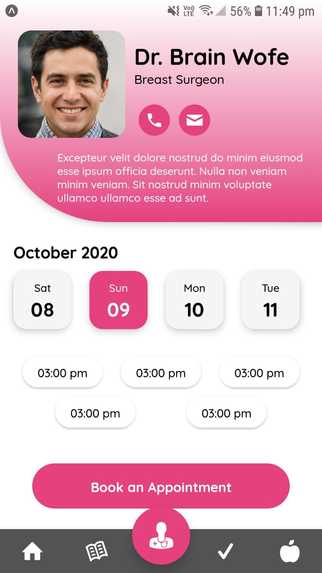 Voo LTE 56% 11:49 pm
Dr. Brain Wofe
Breast Surgeon
Excepteur velit dolore nostrud do minim eiusmod
esse ipsum officia deserunt. Nulla non veniam
minim veniam. Sit nostrud minim voluptate
ullamco ullamco esse ad sunt.
October 2020
Sat Sun Mon Tue
08 09 10 11
03:00 pm 03:00 pm 03:00 pm
03:00 pm 03:00 pm
Book an Appointment